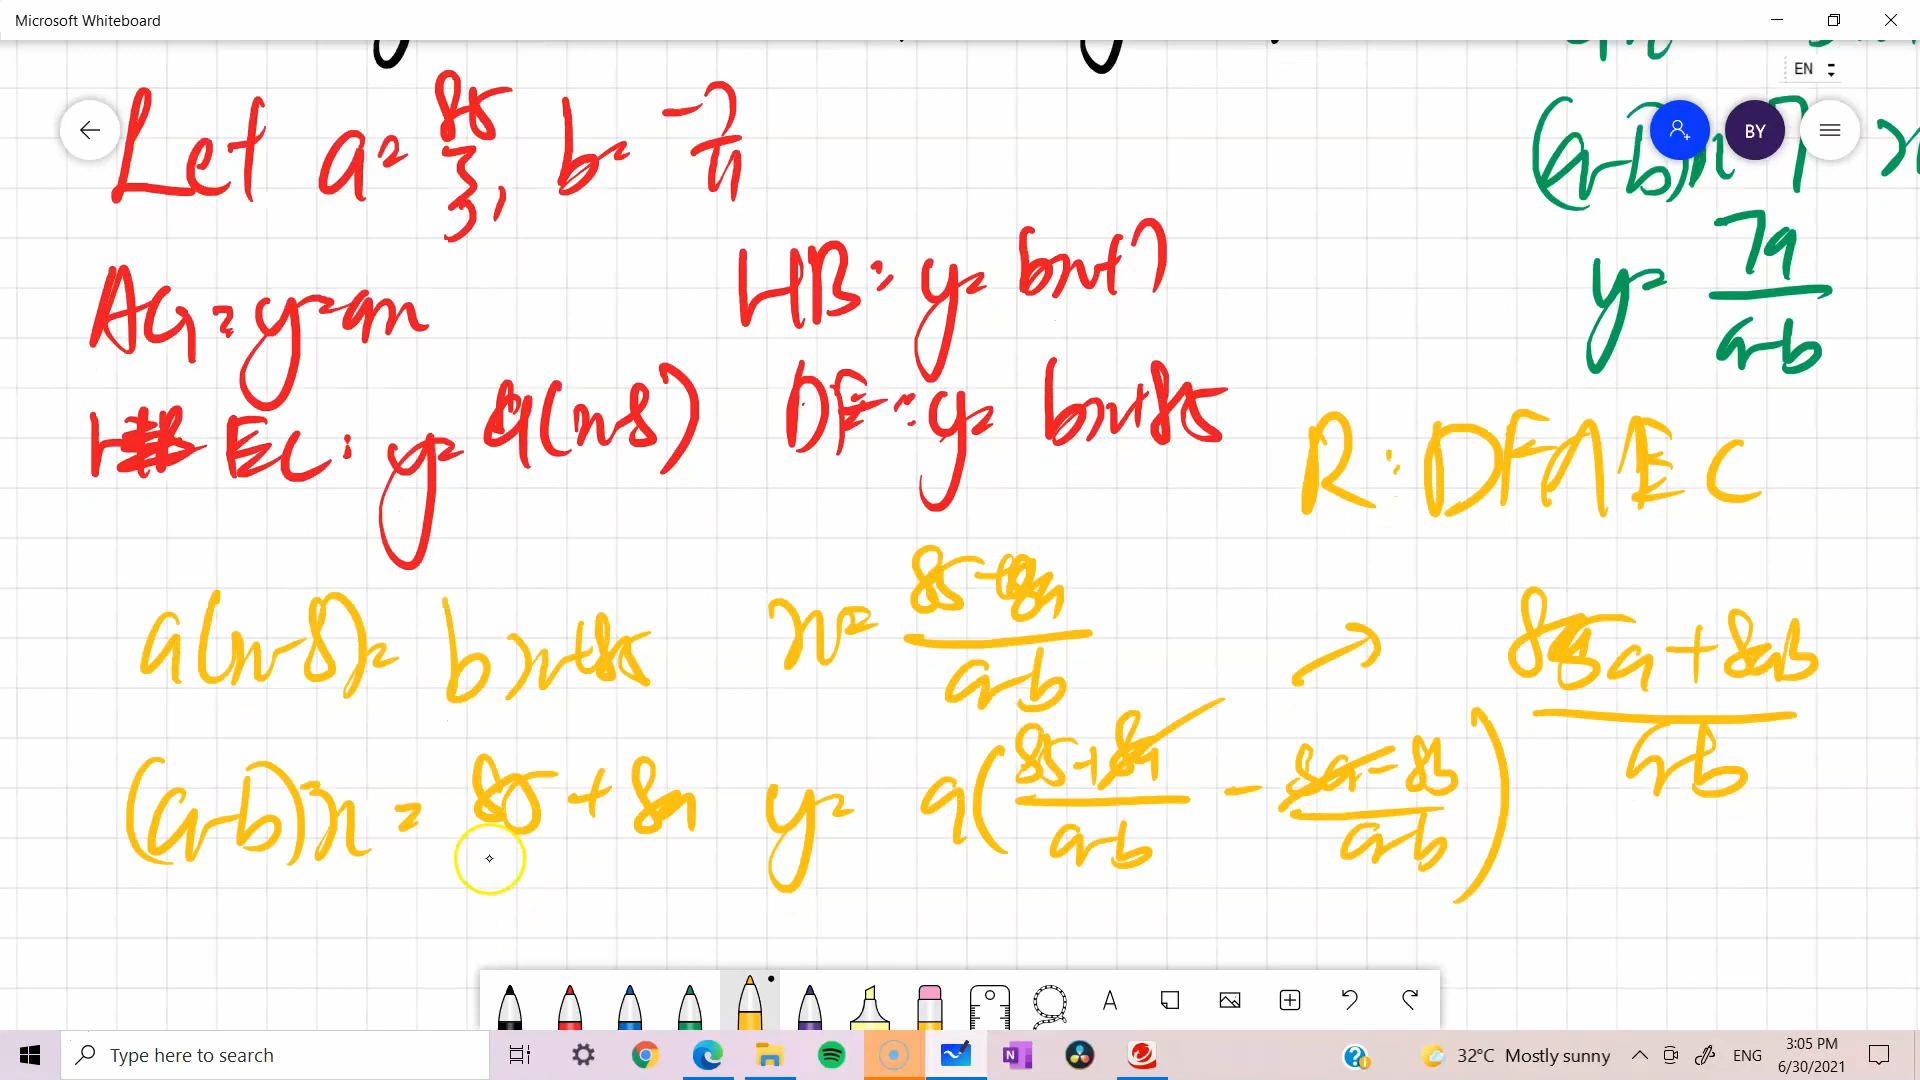 Microsoft Whiteboard
EN
BY
Let a = 85/3, b = -7/11
(a-b)x = 7
y = 7a/(a-b)
AG: y = ax
HB: y = bx+7
EC: y = a(x-8)
DF: y = bx+85
R: DF∩EC
a(x-8) = bx+85
x = (85+8a)/(a-b)
→ (85a+8ab)/(a-b)
(a-b)x = 85 + 8a
y = a((85+8a)/(a-b) - (8a-8b)/(a-b))
Type here to search
32°C Mostly sunny
ENG
3:05 PM
6/30/2021